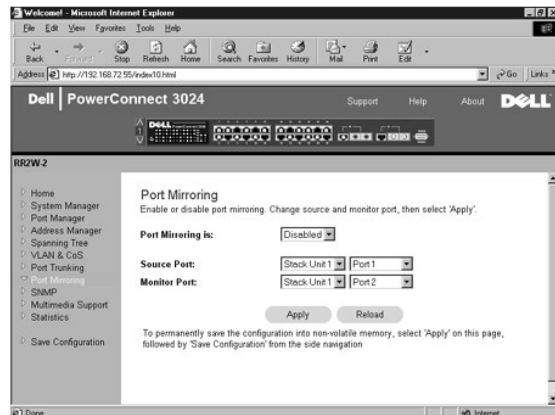 Welcome! - Microsoft Internet Explorer
File Edit View Favorites Tools Help
Back Forward Stop Refresh Home Search Favorites History Mail Print Edit
Address http://192.168.72.55/index10.html Go Links »
Dell PowerConnect 3024 Support Help About DELL
DELL
1
RR2W-2
Home
System Manager
Port Manager
Address Manager
Spanning Tree
VLAN & CoS
Port Trunking
Port Mirroring
SNMP
Multimedia Support
Statistics
Save Configuration
Port Mirroring
Enable or disable port mirroring. Change source and monitor port, then select 'Apply'.
Port Mirroring is: Disabled
Source Port: Stack Unit 1 Port 1
Monitor Port: Stack Unit 1 Port 2
Apply Reload
To permanently save the configuration into non-volatile memory, select 'Apply' on this page,
followed by 'Save Configuration' from the side navigation
Done Internet